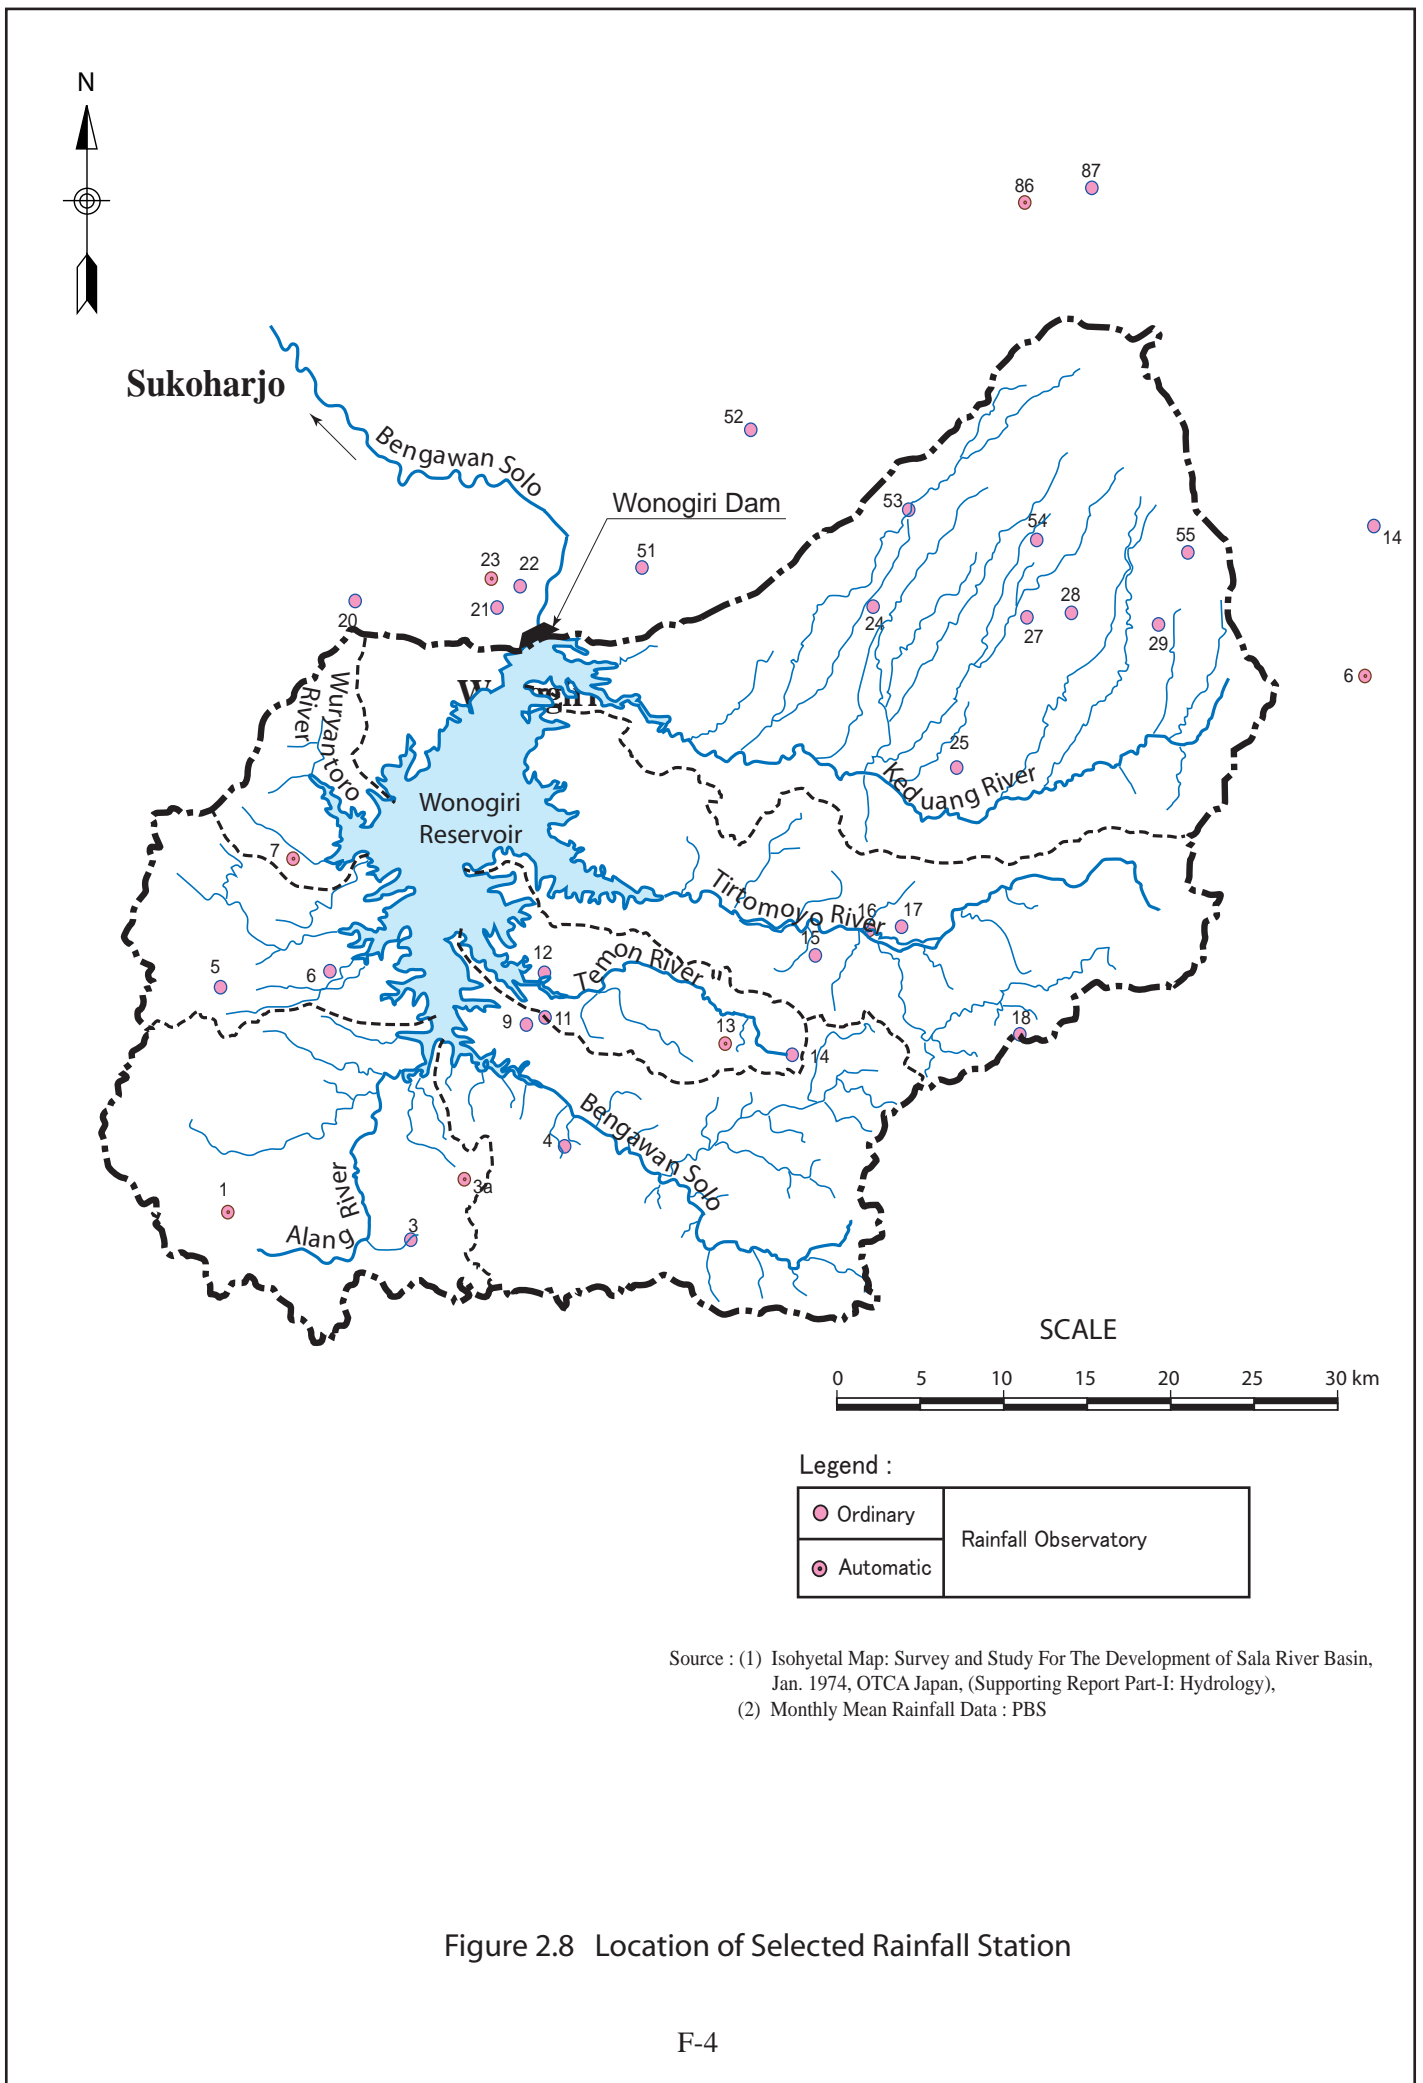 N
86
87
Sukoharjo
52
Bengawan Solo
53
Wonogiri Dam
54
55
14
23
22
51
21
20
24
28
27
29
6
Wuryantoro
River
25
Keduang River
Wonogiri
Reservoir
7
Tirtomoyo River
16
17
15
5
6
12
Temon River
9
11
13
14
18
4
Bengawan Solo
1
3a
Alang River
3
SCALE
0 5 10 15 20 25 30 km
Legend :
Ordinary
Rainfall Observatory
Automatic
Source : (1) Isohyetal Map: Survey and Study For The Development of Sala River Basin,
Jan. 1974, OTCA Japan, (Supporting Report Part-I: Hydrology),
(2) Monthly Mean Rainfall Data : PBS
Figure 2.8 Location of Selected Rainfall Station
F-4